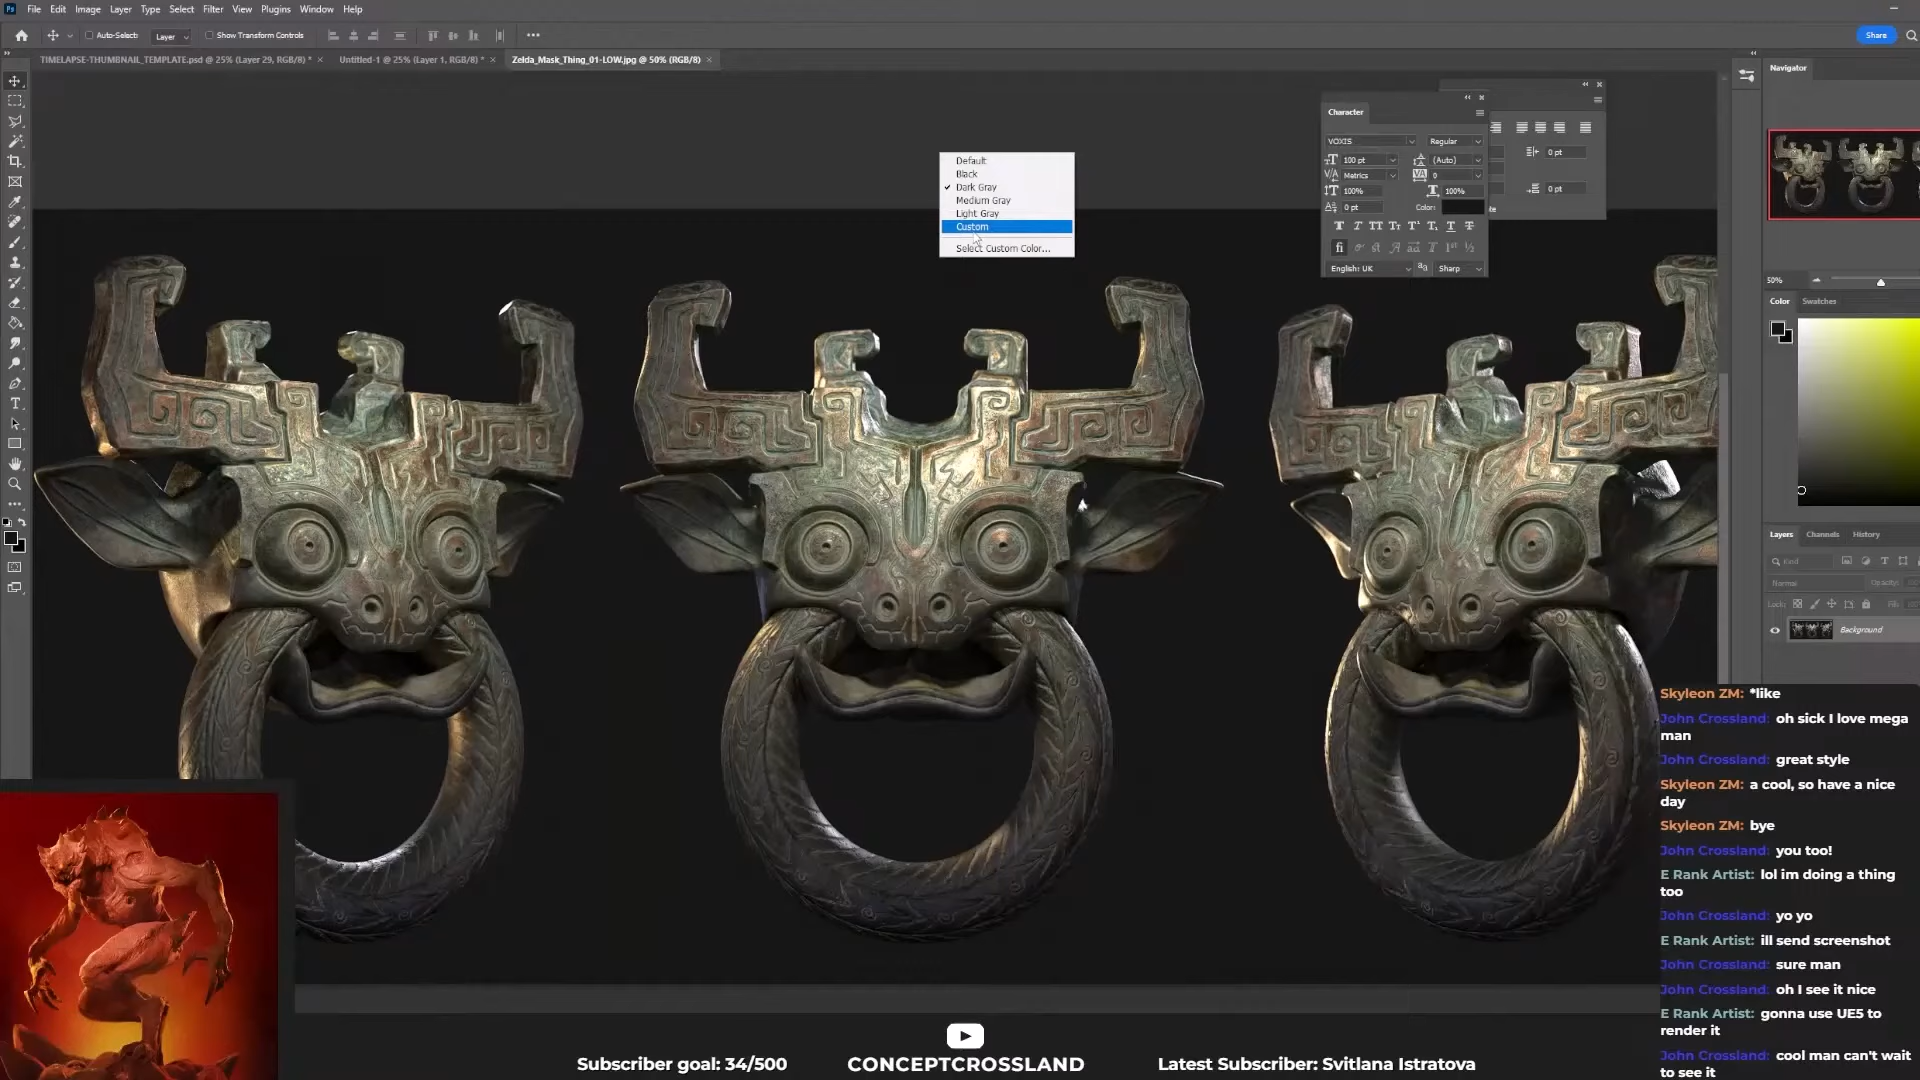 Ps File Edit Image Layer Type Select Filter View Plugins Window Help
Auto-Select: Layer Show Transform Controls Share
TIMELAPSE-THUMBNAIL_TEMPLATE.psd @ 25% (Layer 29, RGB/8) * Untitled-1 @ 25% (Layer 1, RGB/8) * Zelda_Mask_Thing_01-LOW.jpg @ 50% (RGB/8)
Default
Black
Dark Gray
Medium Gray
Light Gray
Custom
Select Custom Color...
Character
VOXIS Regular
100 pt (Auto)
Metrics 0
100% 100%
0 pt Color:
English: UK Sharp
0 pt
0 pt
Navigator
50%
Color Swatches
Layers Channels History
Kind
Normal Opacity:
Lock: Fill:
Background
Skyleon ZM: *like
John Crossland: oh sick I love mega
man
John Crossland: great style
Skyleon ZM: a cool, so have a nice
day
Skyleon ZM: bye
John Crossland: you too!
E Rank Artist: lol im doing a thing
too
John Crossland: yo yo
E Rank Artist: ill send screenshot
John Crossland: sure man
John Crossland: oh I see it nice
E Rank Artist: gonna use UE5 to
render it
John Crossland: cool man can't wait
to see it
Subscriber goal: 34/500
CONCEPTCROSSLAND
Latest Subscriber: Svitlana Istratova